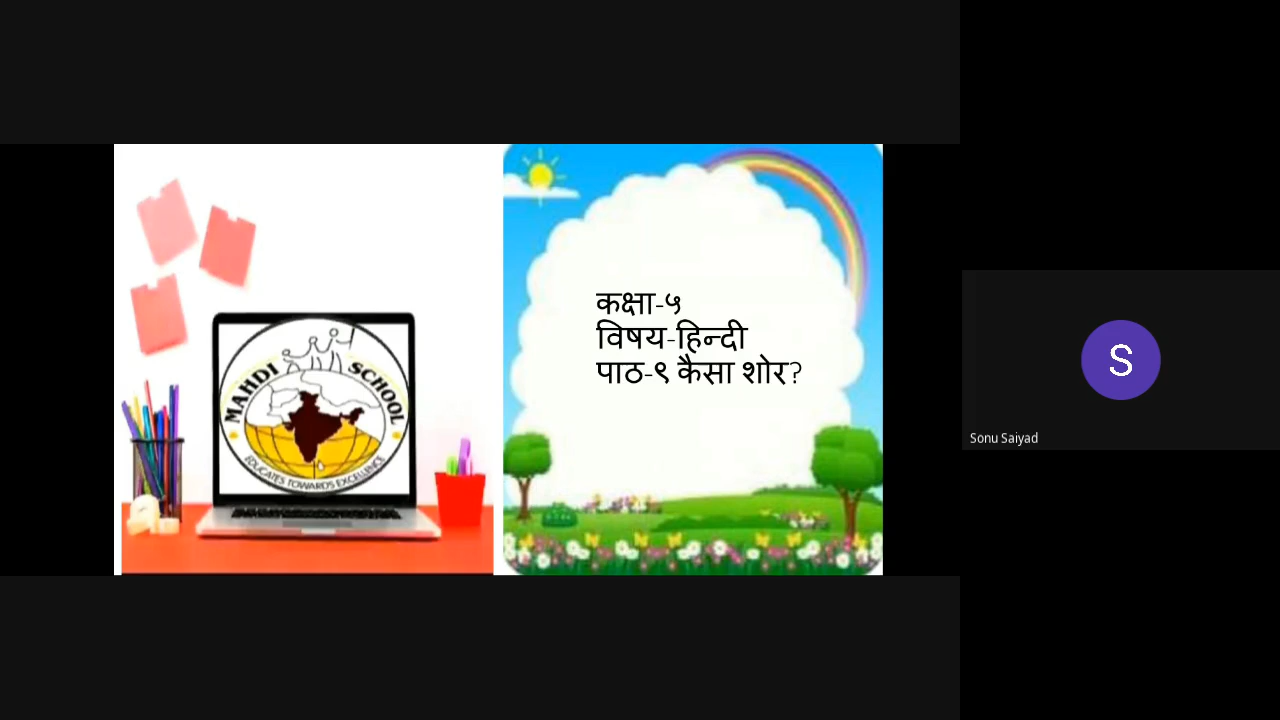 MAHDI SCHOOL
EDUCATES TOWARDS EXCELLENCE
कक्षा-५
विषय-हिन्दी
पाठ-९ कैसा शोर?
S
Sonu Saiyad